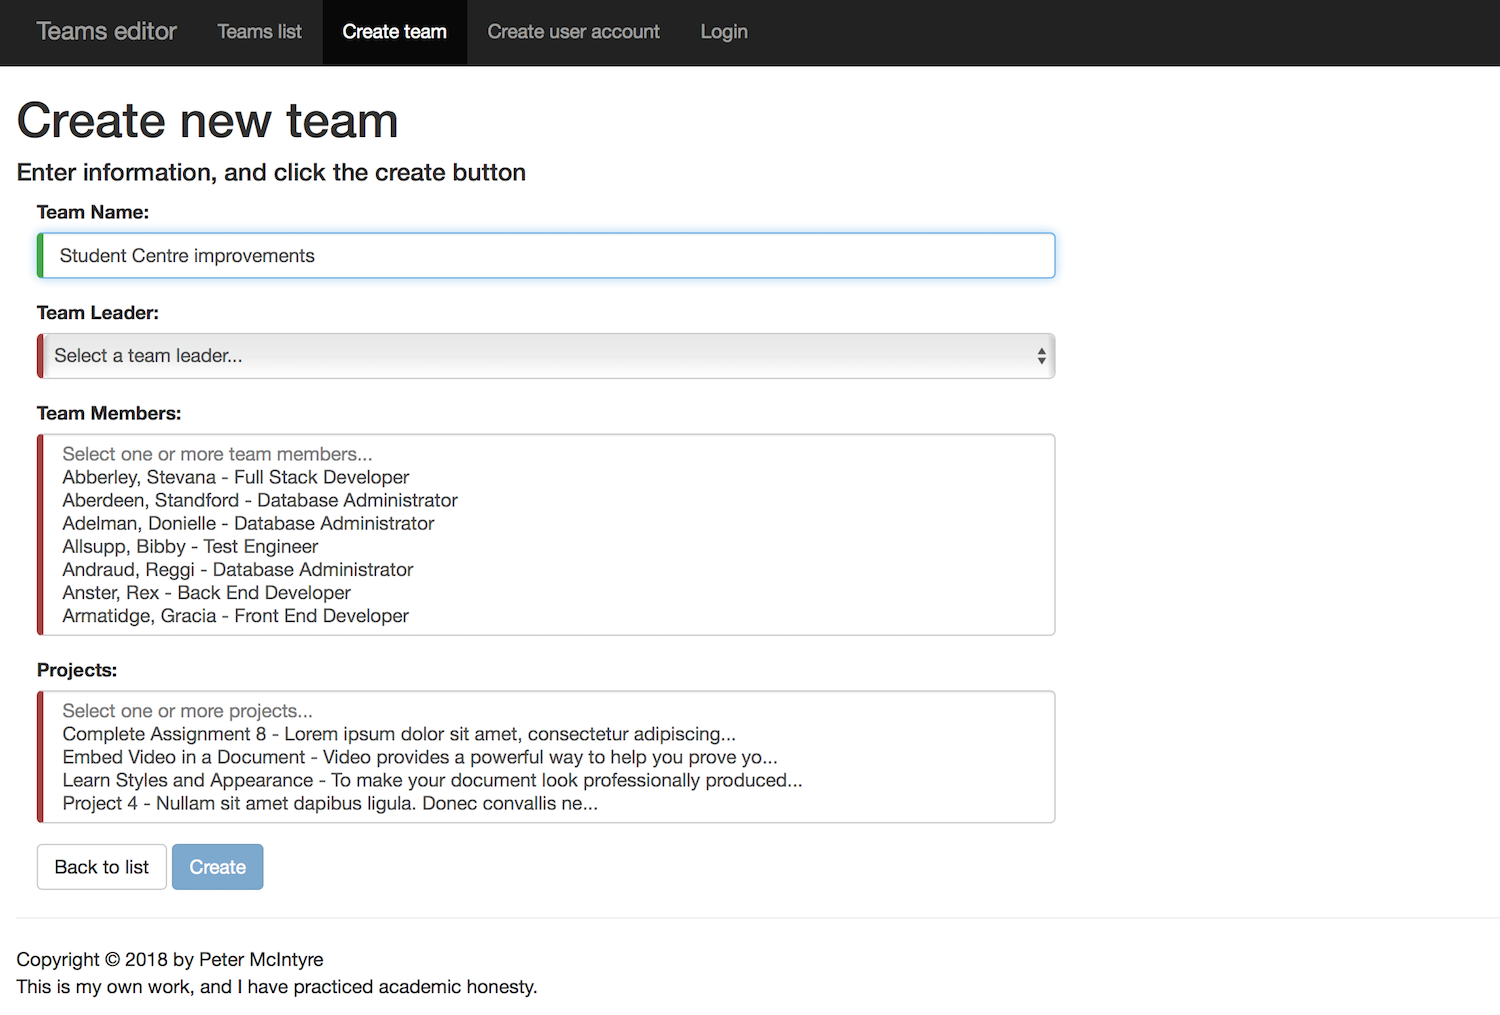 Teams editor Teams list Create team Create user account Login
Create new team
Enter information, and click the create button
Team Name:
Student Centre improvements
Team Leader:
Select a team leader...
Team Members:
Select one or more team members...
Abberley, Stevana - Full Stack Developer
Aberdeen, Standford - Database Administrator
Adelman, Donielle - Database Administrator
Allsupp, Bibby - Test Engineer
Andraud, Reggi - Database Administrator
Anster, Rex - Back End Developer
Armatidge, Gracia - Front End Developer
Projects:
Select one or more projects...
Complete Assignment 8 - Lorem ipsum dolor sit amet, consectetur adipiscing...
Embed Video in a Document - Video provides a powerful way to help you prove yo...
Learn Styles and Appearance - To make your document look professionally produced...
Project 4 - Nullam sit amet dapibus ligula. Donec convallis ne...
Back to list Create
Copyright © 2018 by Peter McIntyre
This is my own work, and I have practiced academic honesty.